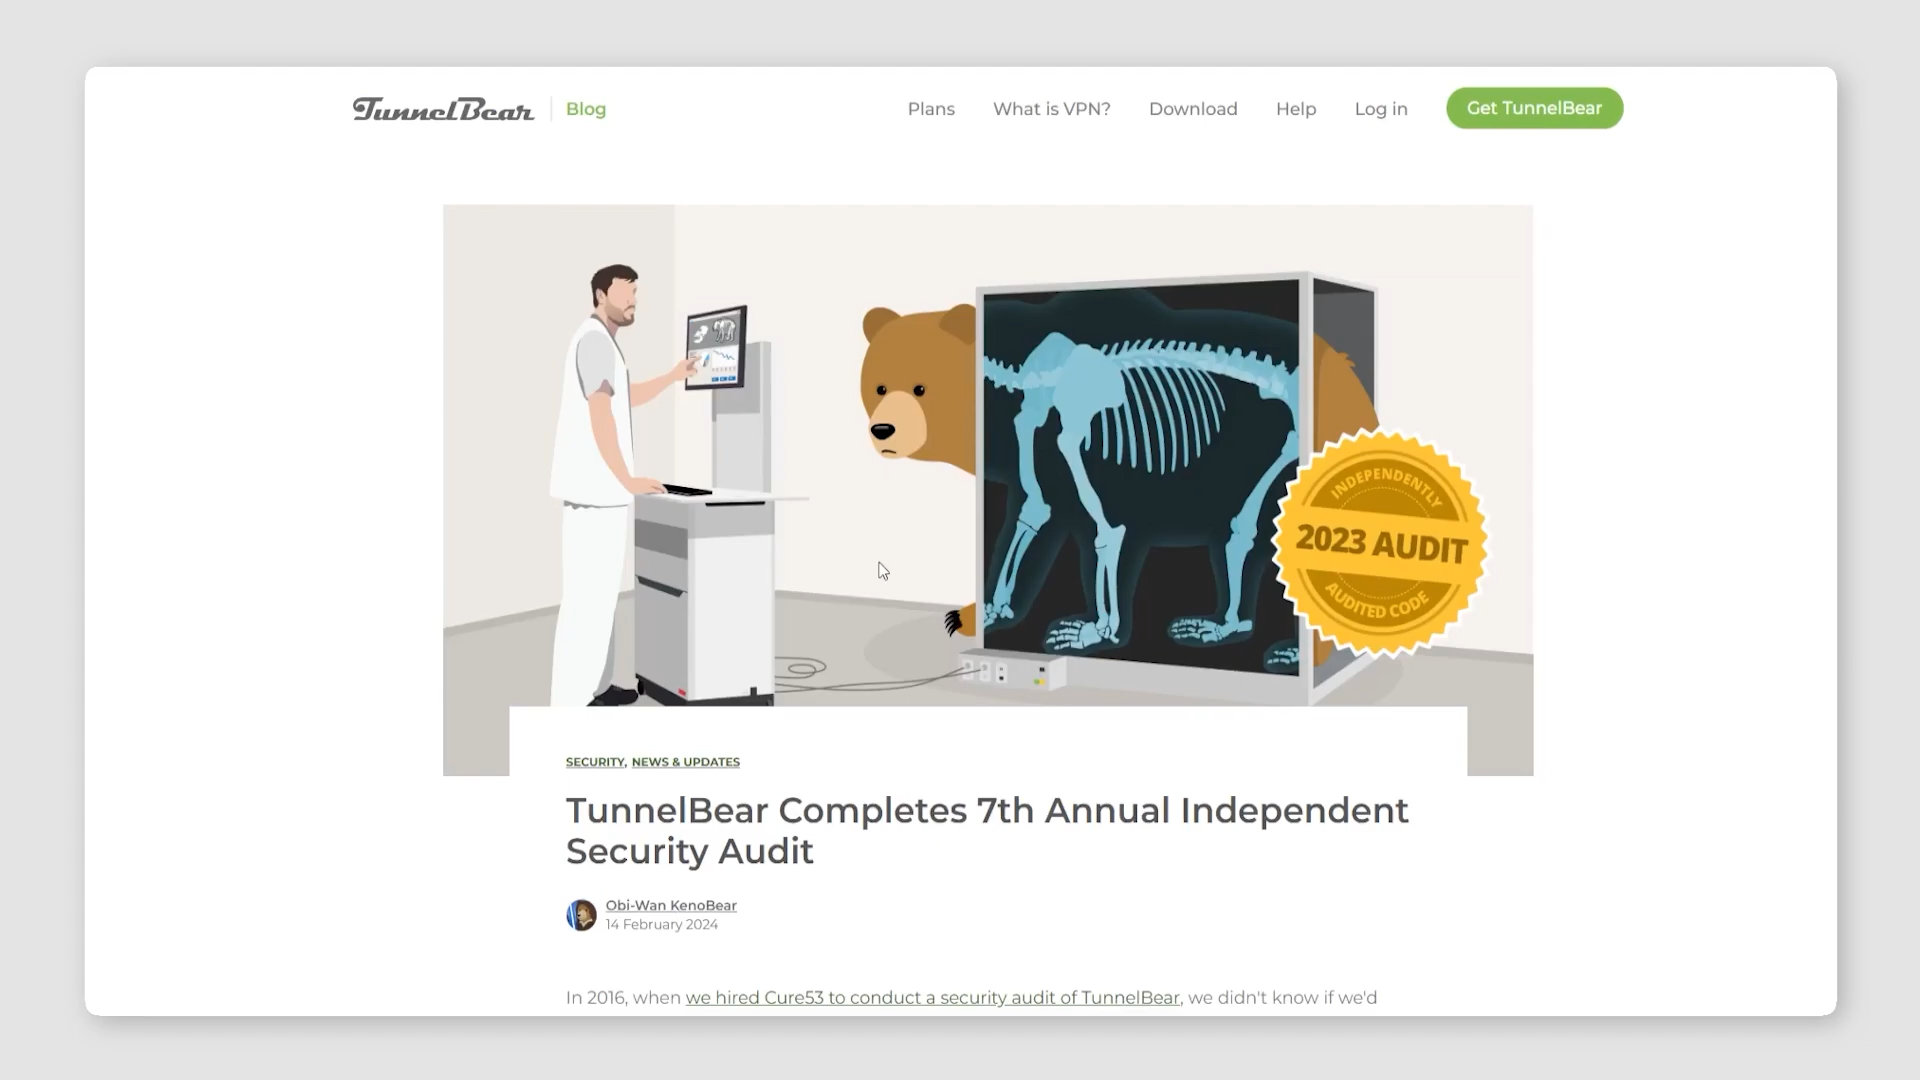 TunnelBear
Blog
Plans
What is VPN?
Download
Help
Log in
Get TunnelBear
INDEPENDENTLY
2023 AUDIT
AUDITED CODE
SECURITY, NEWS & UPDATES
TunnelBear Completes 7th Annual Independent
Security Audit
Obi-Wan KenoBear
14 February 2024
In 2016, when we hired Cure53 to conduct a security audit of TunnelBear, we didn't know if we'd